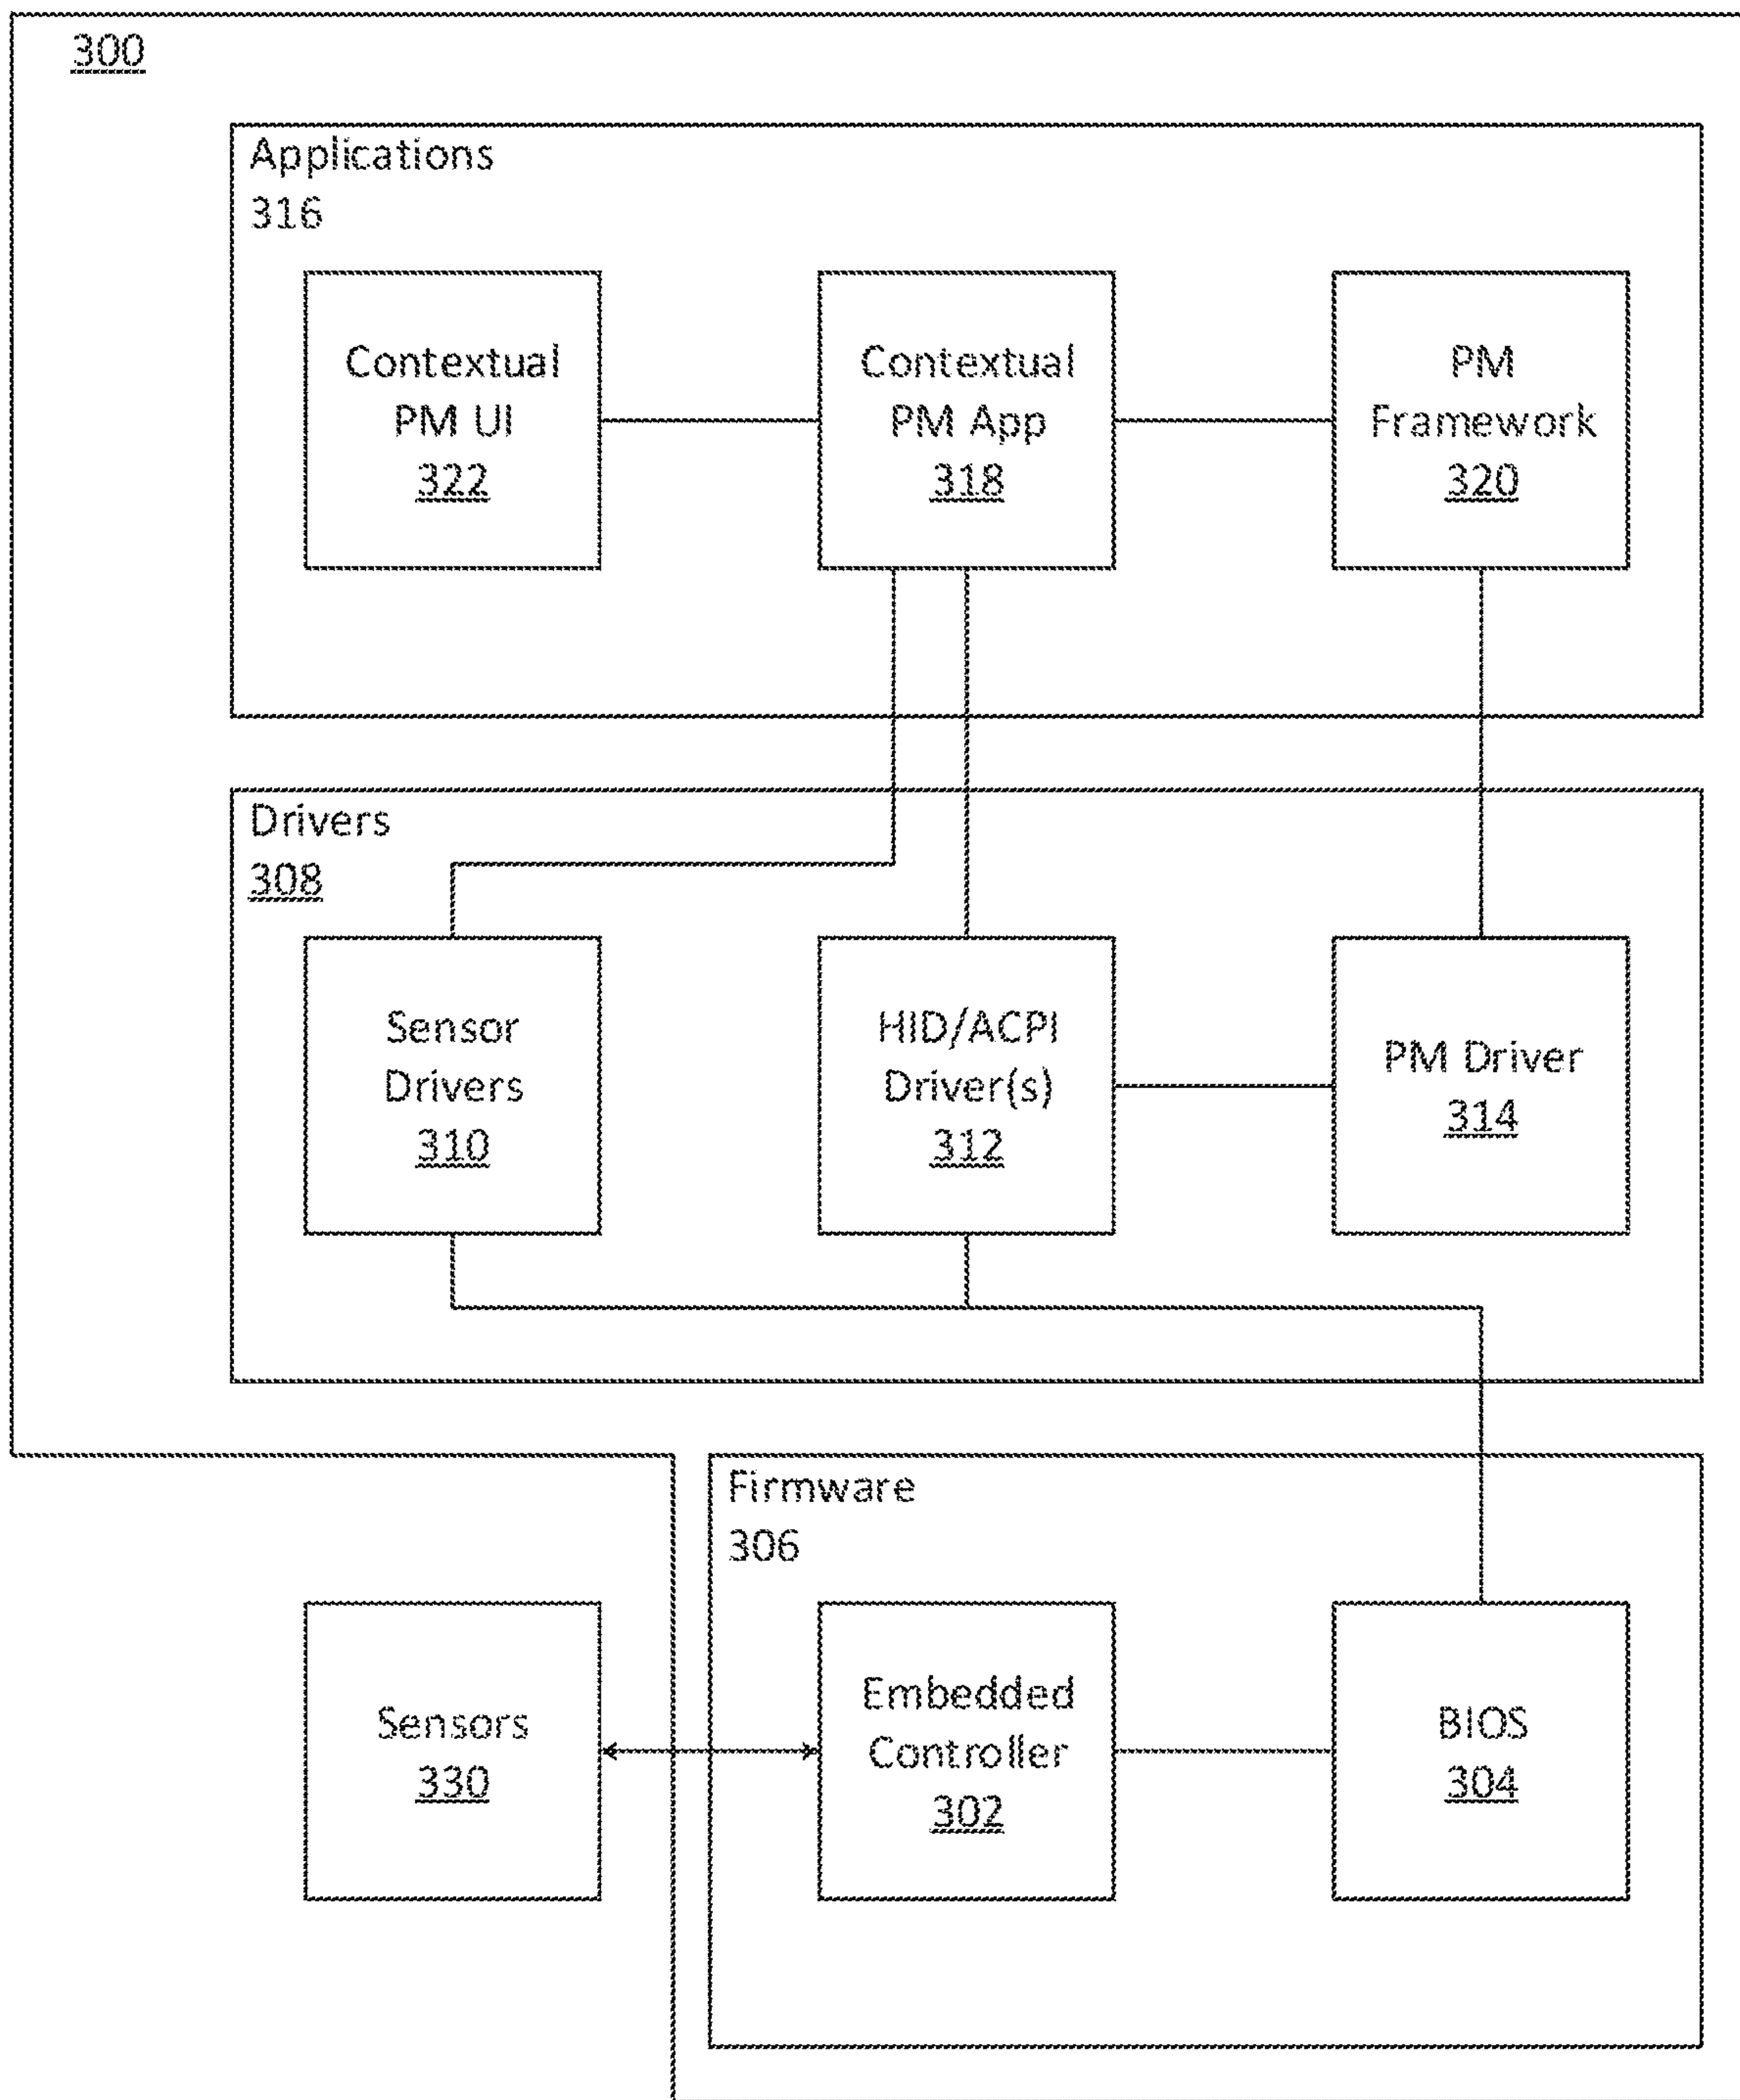 300
Applications
316
Contextual
PM UI
322
Contextual
PM App
318
PM
Framework
320
Drivers
308
Sensor
Drivers
310
HID/ACPI
Driver(s)
312
PM Driver
314
Firmware
306
Sensors
330
Embedded
Controller
302
BIOS
304